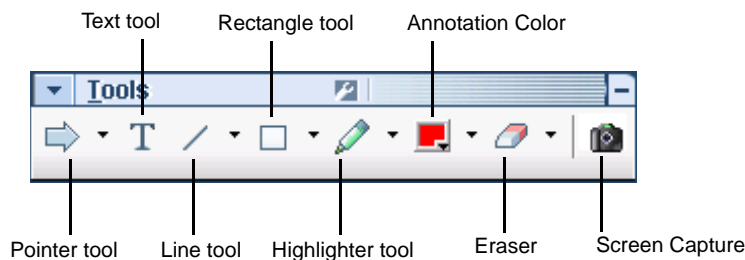 Text tool Rectangle tool Annotation Color
Tools
T
Pointer tool Line tool Highlighter tool Eraser Screen Capture